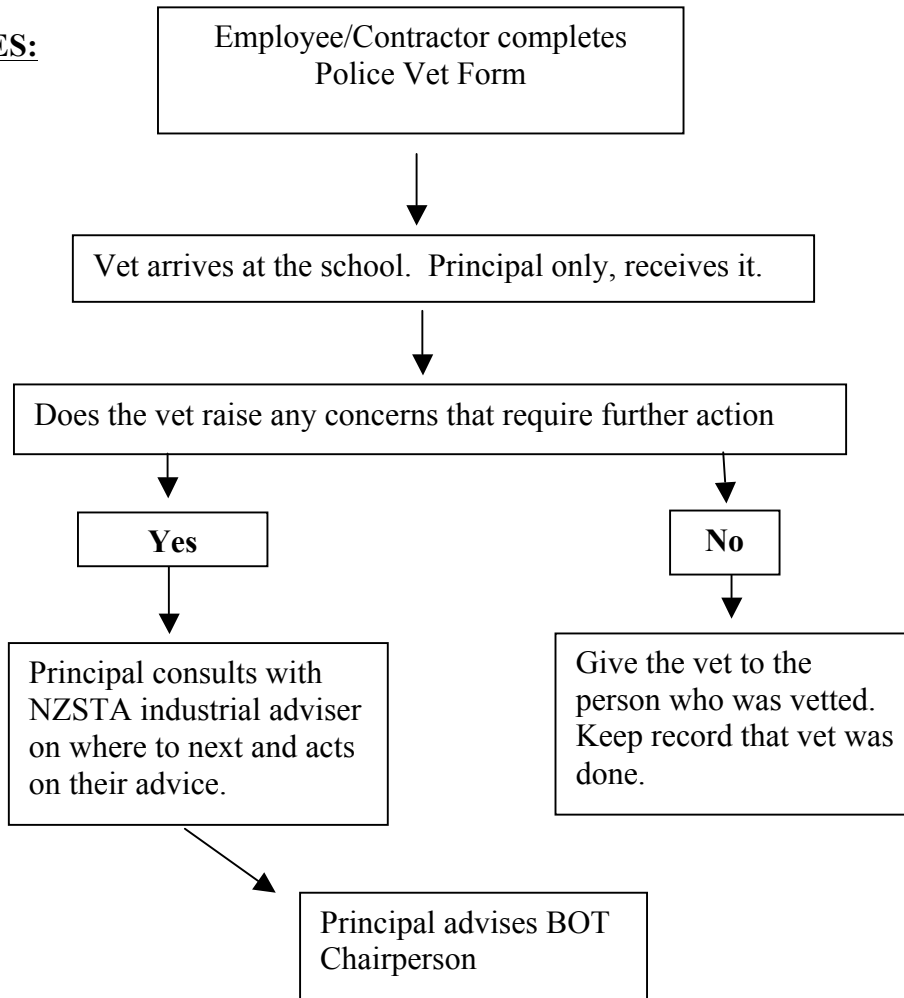 ES:
Employee/Contractor completes
Police Vet Form
Vet arrives at the school.  Principal only, receives it.
Does the vet raise any concerns that require further action
Yes
No
Principal consults with
NZSTA industrial adviser
on where to next and acts
on their advice.
Give the vet to the
person who was vetted.
Keep record that vet was
done.
Principal advises BOT
Chairperson